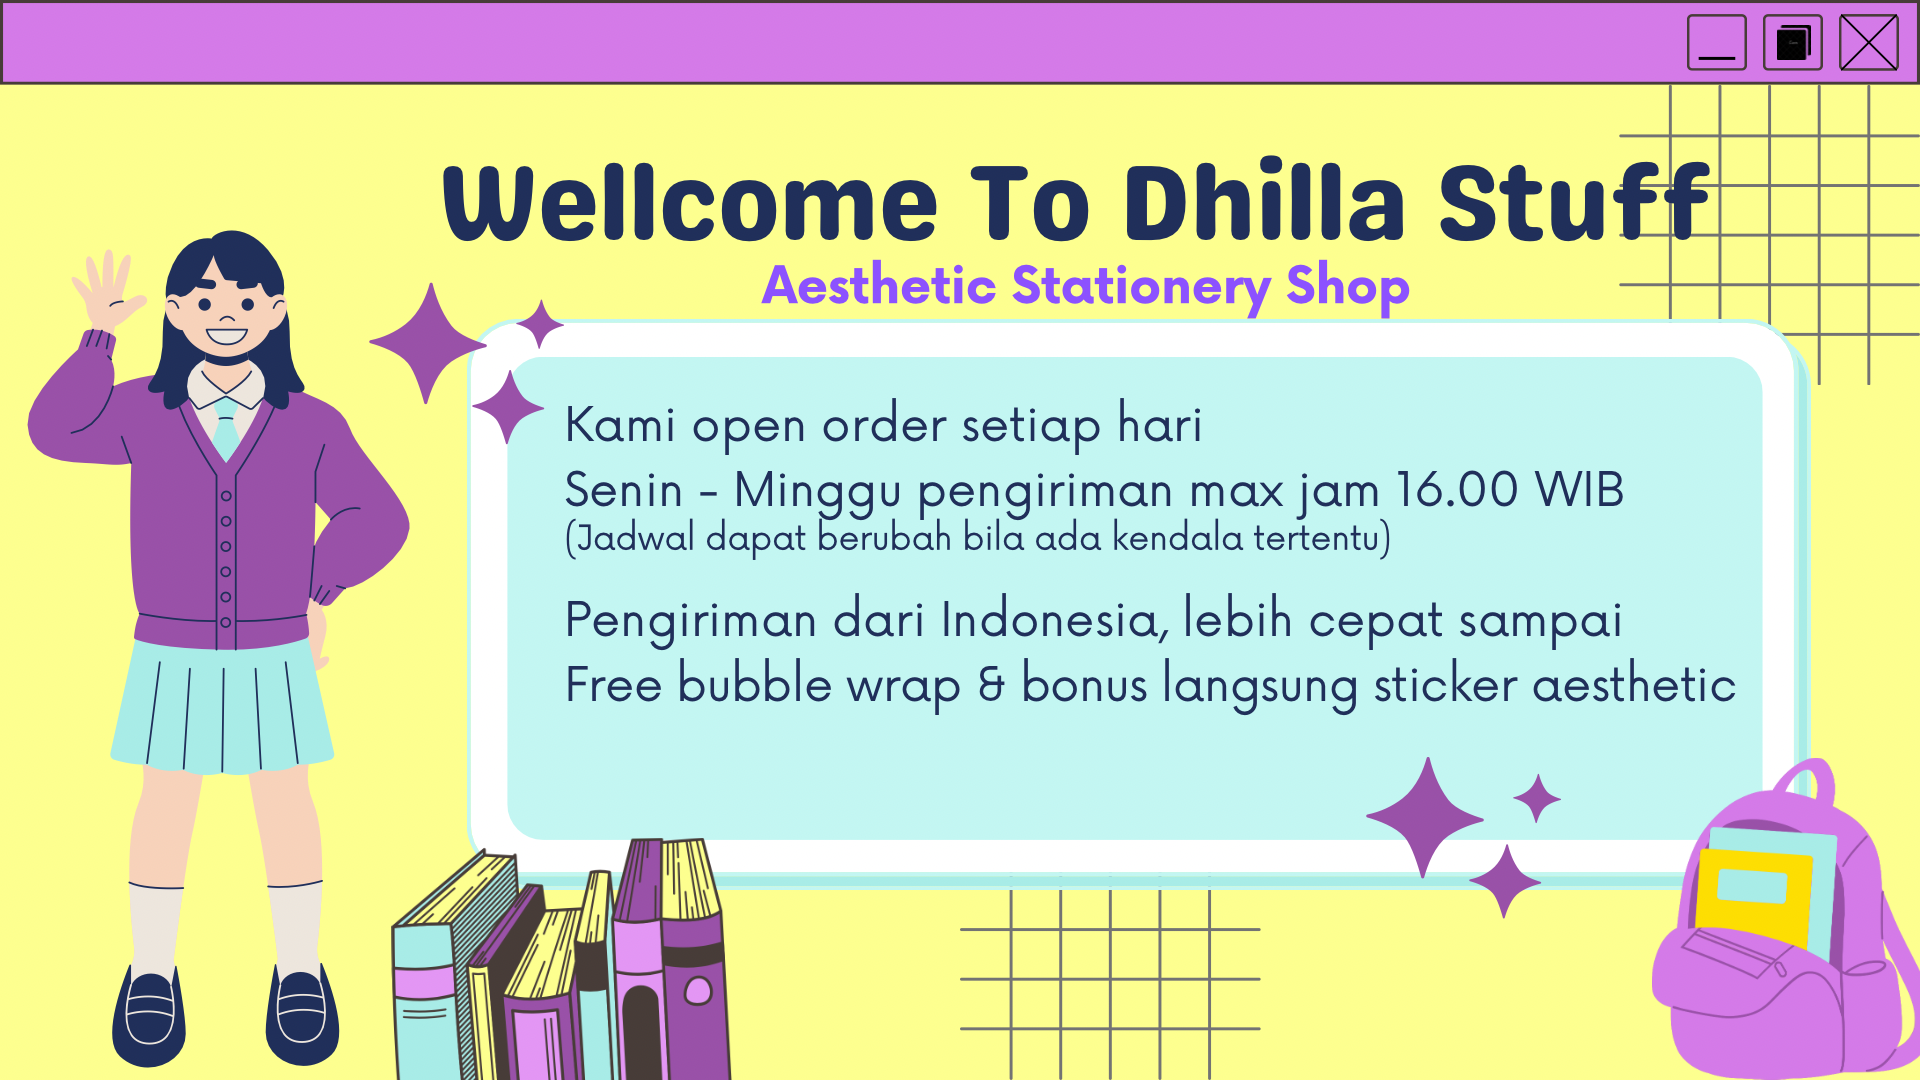 Wellcome To Dhilla Stuff
Aesthetic Stationery Shop
Kami open order setiap hari
Senin - Minggu pengiriman max jam 16.00 WIB
(Jadwal dapat berubah bila ada kendala tertentu)
Pengiriman dari Indonesia, lebih cepat sampai
Free bubble wrap & bonus langsung sticker aesthetic